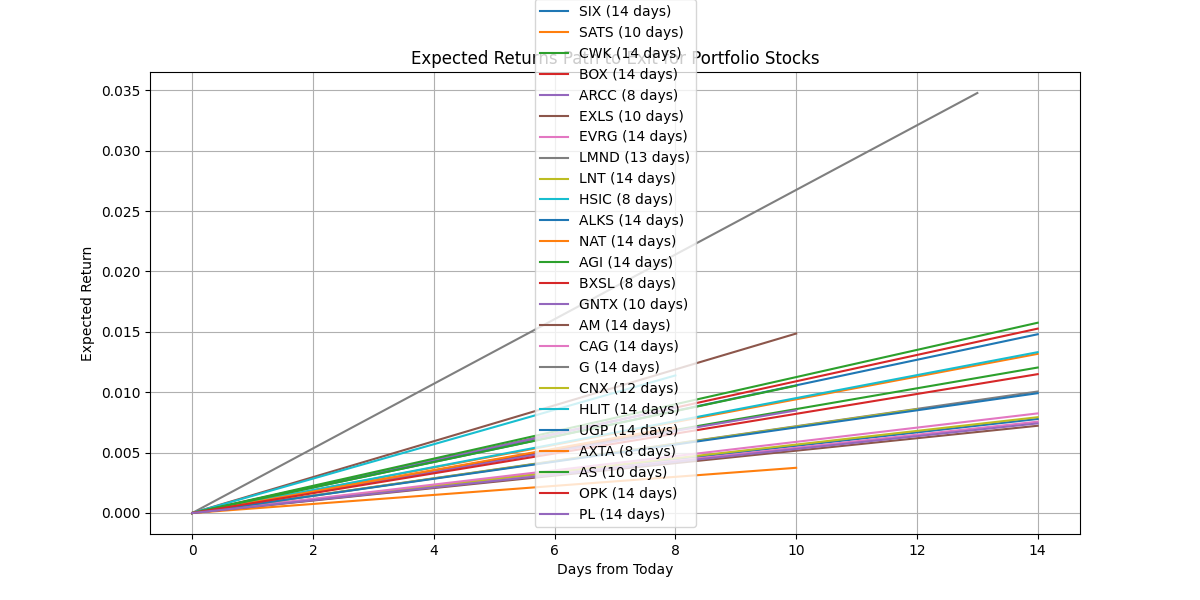 SIX (14 days)
SATS (10 days)
CWK (14 days)
Expected Returns Path to Exit for Portfolio Stocks
BOX (14 days)
ARCC (8 days)
EXLS (10 days)
EVRG (14 days)
LMND (13 days)
LNT (14 days)
HSIC (8 days)
ALKS (14 days)
NAT (14 days)
AGI (14 days)
BXSL (8 days)
GNTX (10 days)
AM (14 days)
CAG (14 days)
G (14 days)
CNX (12 days)
HLIT (14 days)
UGP (14 days)
AXTA (8 days)
AS (10 days)
OPK (14 days)
PL (14 days)
0.035
0.030
0.025
0.020
0.015
0.010
0.005
0.000
Expected Return
0 2 4 6 8 10 12 14
Days from Today